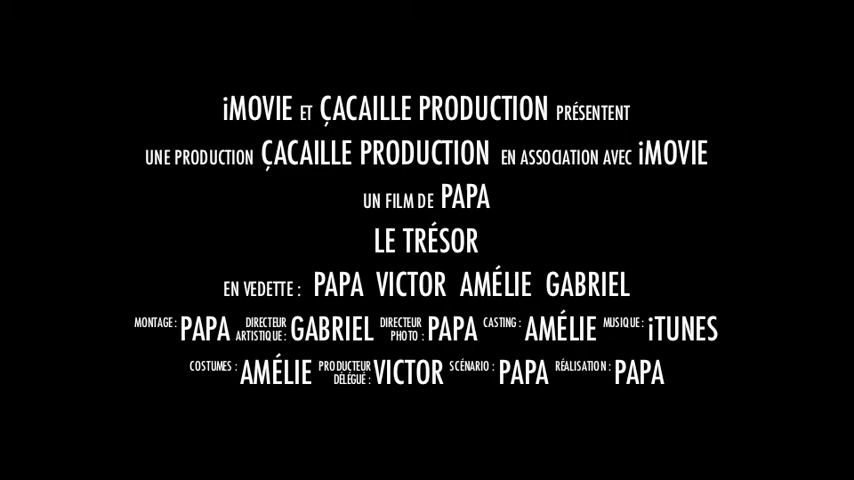 iMOVIE ET ÇACAILLE PRODUCTION PRÉSENTENT
UNE PRODUCTION ÇACAILLE PRODUCTION EN ASSOCIATION AVEC iMOVIE
UN FILM DE PAPA
LE TRÉSOR
EN VEDETTE : PAPA VICTOR AMÉLIE GABRIEL
MONTAGE : PAPA DIRECTEUR ARTISTIQUE : GABRIEL DIRECTEUR PHOTO : PAPA CASTING : AMÉLIE MUSIQUE : iTUNES
COSTUMES : AMÉLIE PRODUCTEUR DÉLÉGUÉ : VICTOR SCÉNARIO : PAPA RÉALISATION : PAPA